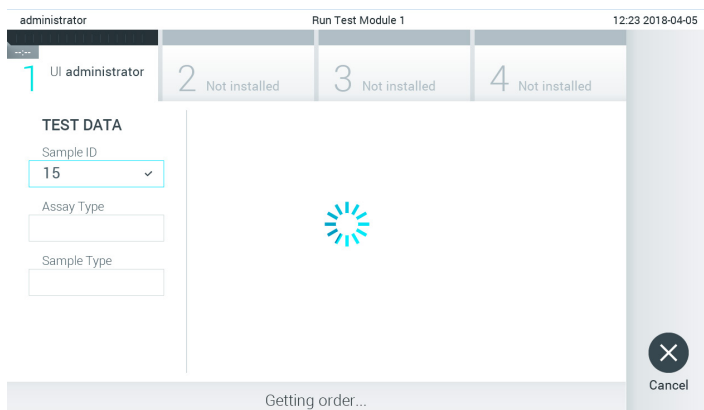 administrator
Run Test Module 1
12:23 2018-04-05
--:--
1 UI administrator
2 Not installed
3 Not installed
4 Not installed
TEST DATA
Sample ID
15
Assay Type
Sample Type
Cancel
Getting order...